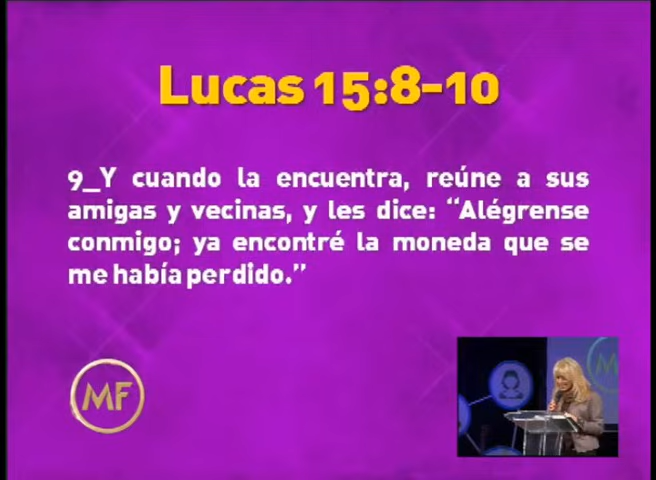 Lucas 15:8-10
9_Y cuando la encuentra, reúne a sus
amigas y vecinas, y les dice: “Alégrense
conmigo; ya encontré la moneda que se
me había perdido.”
MF
M